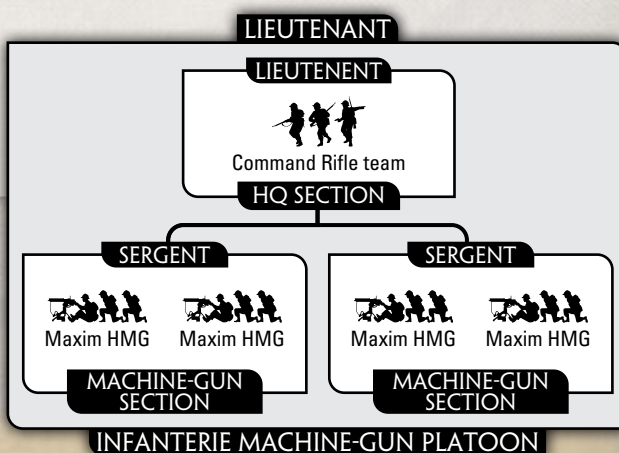 LIEUTENANT
LIEUTENENT
Command Rifle team
HQ SECTION
SERGENT
Maxim HMG Maxim HMG
MACHINE-GUN
SECTION
SERGENT
Maxim HMG Maxim HMG
MACHINE-GUN
SECTION
INFANTERIE MACHINE-GUN PLATOON